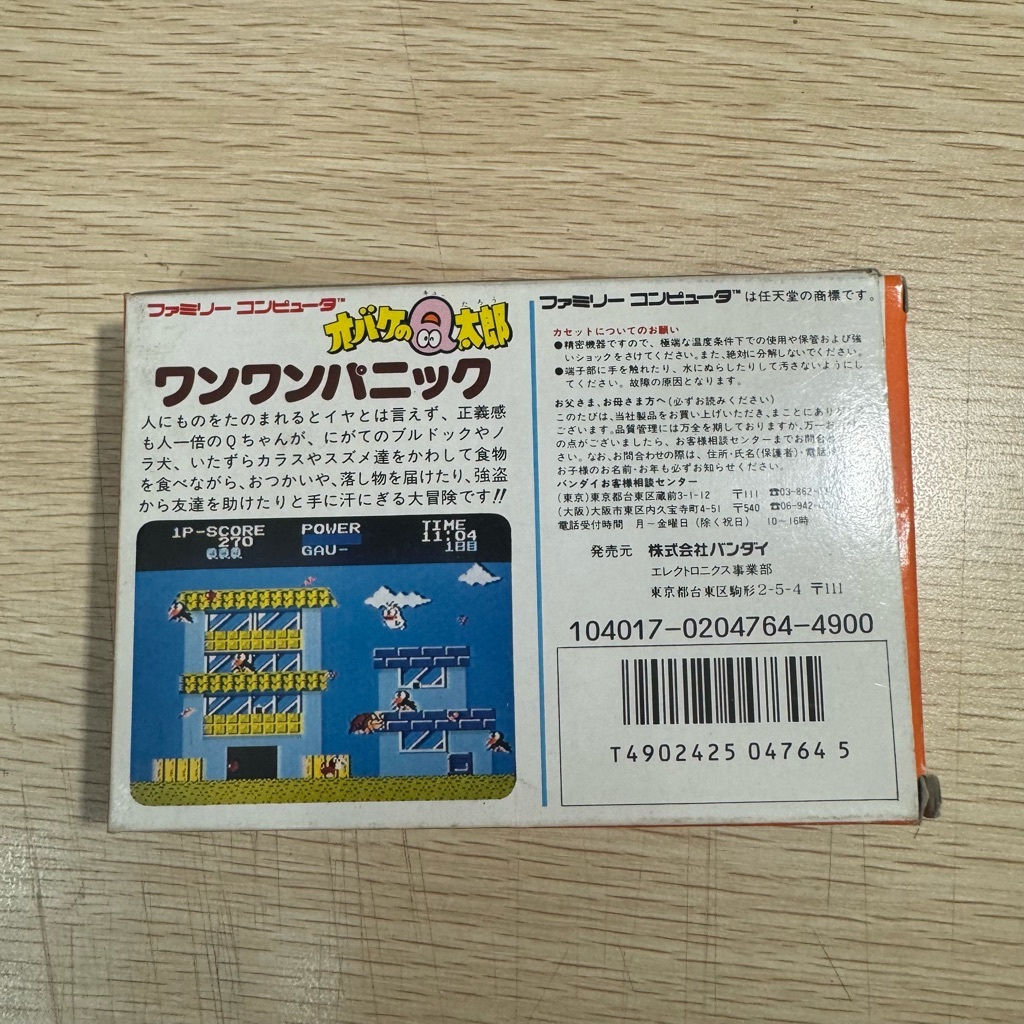 ファミリー コンピュータ™
オバケのQ太郎
キュー たろう
ワンワンパニック
人にものをたのまれるとイヤとは言えず、正義感
も人一倍のQちゃんが、にがてのブルドックやノ
ラ犬、いたずらカラスやスズメ達をかわして食物
を食べながら、おつかいや、落し物を届けたり、強盗
から友達を助けたりと手に汗にぎる大冒険です!!
1P-SCORE POWER TIME
270 11:04
GAU- 1日目
ファミリー コンピュータ™は任天堂の商標です。
カセットについてのお願い
●精密機器ですので、極端な温度条件下での使用や保管および強
いショックをさけてください。また、絶対に分解しないでください。
●端子部に手を触れたり、水にぬらしたりして汚さないようにし
てください。故障の原因となります。
お父さま、お母さま方へ(必ずお読みください)
このたびは、当社製品をお買い上げいただき、まことにありが
ございます。品質管理には万全を期しておりますが、万一お
の点がございましたら、お客様相談センターまでお問合
さい。なお、お問合わせの際は、住所・氏名(保護者)・電話
お子様のお名前・お年も必ずお知らせください。
バンダイお客様相談センター
(東京)東京都台東区蔵前3-1-12 〒111 ☎03-862-
(大阪)大阪市東区内久宝寺町4-51 〒540 ☎06-942-
電話受付時間 月-金曜日(除く祝日) 10-16時
発売元 株式会社バンダイ
エレクトロニクス事業部
東京都台東区駒形2-5-4 〒111
104017-0204764-4900
T4902425 04764 5